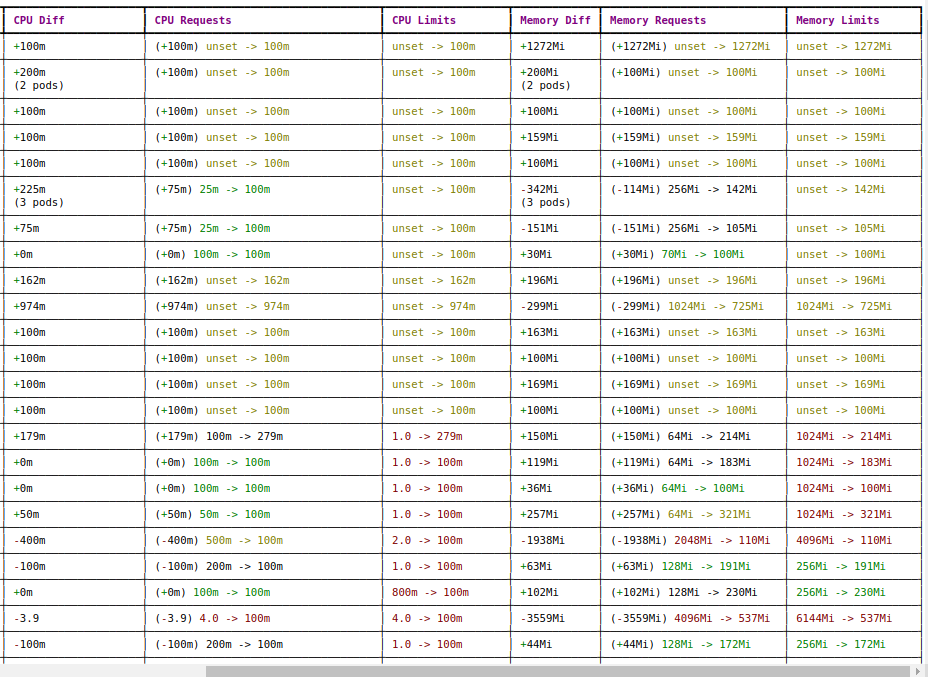 CPU Diff CPU Requests CPU Limits Memory Diff Memory Requests Memory Limits
+100m (+100m) unset -> 100m unset -> 100m +1272Mi (+1272Mi) unset -> 1272Mi unset -> 1272Mi
+200m (+100m) unset -> 100m unset -> 100m +200Mi (+100Mi) unset -> 100Mi unset -> 100Mi
(2 pods) (2 pods)
+100m (+100m) unset -> 100m unset -> 100m +100Mi (+100Mi) unset -> 100Mi unset -> 100Mi
+100m (+100m) unset -> 100m unset -> 100m +159Mi (+159Mi) unset -> 159Mi unset -> 159Mi
+100m (+100m) unset -> 100m unset -> 100m +100Mi (+100Mi) unset -> 100Mi unset -> 100Mi
+225m (+75m) 25m -> 100m unset -> 100m -342Mi (-114Mi) 256Mi -> 142Mi unset -> 142Mi
(3 pods) (3 pods)
+75m (+75m) 25m -> 100m unset -> 100m -151Mi (-151Mi) 256Mi -> 105Mi unset -> 105Mi
+0m (+0m) 100m -> 100m unset -> 100m +30Mi (+30Mi) 70Mi -> 100Mi unset -> 100Mi
+162m (+162m) unset -> 162m unset -> 162m +196Mi (+196Mi) unset -> 196Mi unset -> 196Mi
+974m (+974m) unset -> 974m unset -> 974m -299Mi (-299Mi) 1024Mi -> 725Mi 1024Mi -> 725Mi
+100m (+100m) unset -> 100m unset -> 100m +163Mi (+163Mi) unset -> 163Mi unset -> 163Mi
+100m (+100m) unset -> 100m unset -> 100m +100Mi (+100Mi) unset -> 100Mi unset -> 100Mi
+100m (+100m) unset -> 100m unset -> 100m +169Mi (+169Mi) unset -> 169Mi unset -> 169Mi
+100m (+100m) unset -> 100m unset -> 100m +100Mi (+100Mi) unset -> 100Mi unset -> 100Mi
+179m (+179m) 100m -> 279m 1.0 -> 279m +150Mi (+150Mi) 64Mi -> 214Mi 1024Mi -> 214Mi
+0m (+0m) 100m -> 100m 1.0 -> 100m +119Mi (+119Mi) 64Mi -> 183Mi 1024Mi -> 183Mi
+0m (+0m) 100m -> 100m 1.0 -> 100m +36Mi (+36Mi) 64Mi -> 100Mi 1024Mi -> 100Mi
+50m (+50m) 50m -> 100m 1.0 -> 100m +257Mi (+257Mi) 64Mi -> 321Mi 1024Mi -> 321Mi
-400m (-400m) 500m -> 100m 2.0 -> 100m -1938Mi (-1938Mi) 2048Mi -> 110Mi 4096Mi -> 110Mi
-100m (-100m) 200m -> 100m 1.0 -> 100m +63Mi (+63Mi) 128Mi -> 191Mi 256Mi -> 191Mi
+0m (+0m) 100m -> 100m 800m -> 100m +102Mi (+102Mi) 128Mi -> 230Mi 256Mi -> 230Mi
-3.9 (-3.9) 4.0 -> 100m 4.0 -> 100m -3559Mi (-3559Mi) 4096Mi -> 537Mi 6144Mi -> 537Mi
-100m (-100m) 200m -> 100m 1.0 -> 100m +44Mi (+44Mi) 128Mi -> 172Mi 256Mi -> 172Mi